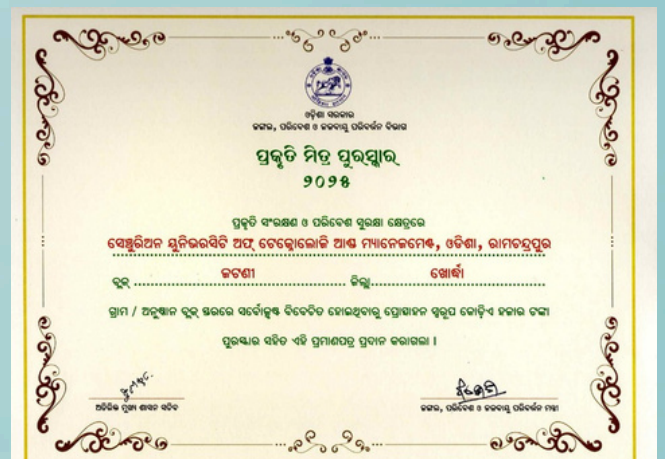 ଓଡ଼ିଶା ସରକାର
ଜଙ୍ଗଲ, ପରିବେଶ ଓ ଜଳବାୟୁ ପରିବର୍ତ୍ତନ ବିଭାଗ
ପ୍ରକୃତି ମିତ୍ର ପୁରସ୍କାର
୨୦୨୫
ପ୍ରକୃତି ସଂରକ୍ଷଣ ଓ ପରିବେଶ ସୁରକ୍ଷା କ୍ଷେତ୍ରରେ
ସେଞ୍ଚୁରିଅନ ୟୁନିଭରସିଟି ଅଫ୍ ଟେକ୍ନୋଲୋଜି ଆଣ୍ଡ ମ୍ୟାନେଜମେଣ୍ଟ, ଓଡିଶା, ରାମଚନ୍ଦ୍ରପୁର
ବ୍ଲକ୍ ........ ଜଟଣୀ ........ ଜିଲ୍ଲା ........ ଖୋର୍ଦ୍ଧା ........
ଗ୍ରାମ / ଅନୁଷ୍ଠାନ ବ୍ଲକ୍ ସ୍ତରରେ ସର୍ବୋତ୍କୃଷ୍ଟ ବିବେଚିତ ହୋଇଥିବାରୁ ପ୍ରୋତ୍ସାହନ ସ୍ୱରୂପ କୋଡ଼ିଏ ହଜାର ଟଙ୍କା
ପୁରସ୍କାର ସହିତ ଏହି ପ୍ରମାଣପତ୍ର ପ୍ରଦାନ କରାଗଲା ।
ଅତିରିକ୍ତ ମୁଖ୍ୟ ଶାସନ ସଚିବ
ଜଙ୍ଗଲ, ପରିବେଶ ଓ ଜଳବାୟୁ ପରିବର୍ତ୍ତନ ମନ୍ତ୍ରୀ